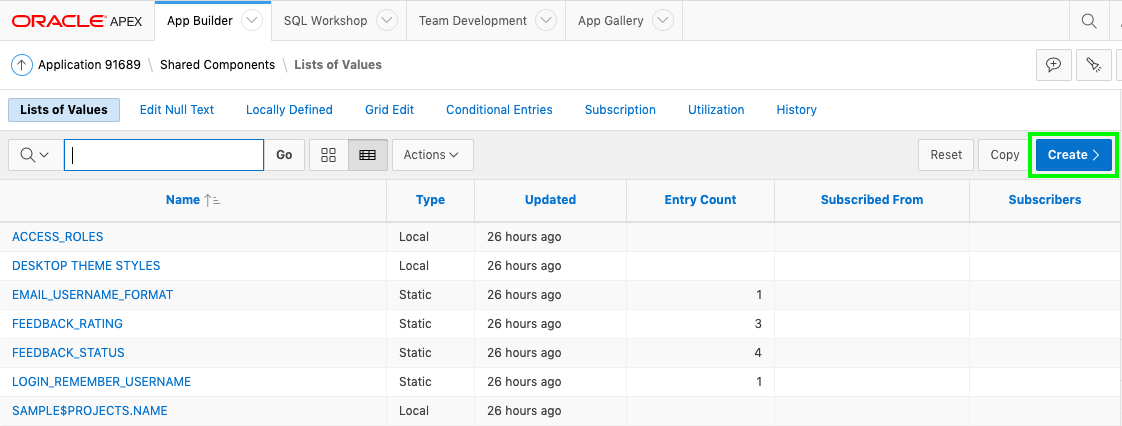 ORACLE APEX App Builder SQL Workshop Team Development App Gallery
Application 91689 \ Shared Components \ Lists of Values
Lists of Values Edit Null Text Locally Defined Grid Edit Conditional Entries Subscription Utilization History
Go Actions Reset Copy Create
Name Type Updated Entry Count Subscribed From Subscribers
ACCESS_ROLES Local 26 hours ago
DESKTOP THEME STYLES Local 26 hours ago
EMAIL_USERNAME_FORMAT Static 26 hours ago 1
FEEDBACK_RATING Static 26 hours ago 3
FEEDBACK_STATUS Static 26 hours ago 4
LOGIN_REMEMBER_USERNAME Static 26 hours ago 1
SAMPLE$PROJECTS.NAME Local 26 hours ago